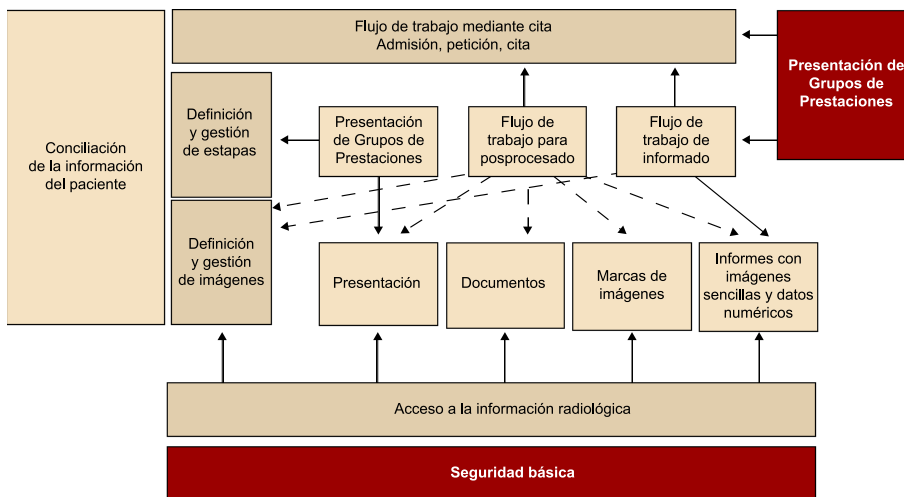 Flujo de trabajo mediante cita
Admisión, petición, cita
Presentación de
Grupos de
Prestaciones
Conciliación
de la información
del paciente
Definición
y gestión
de estapas
Presentación
de Grupos de
Prestaciones
Flujo de
trabajo para
posprocesado
Flujo de
trabajo de
informado
Definición
y gestión
de imágenes
Presentación
Documentos
Marcas de
imágenes
Informes con
imágenes
sencillas y datos
numéricos
Acceso a la información radiológica
Seguridad básica